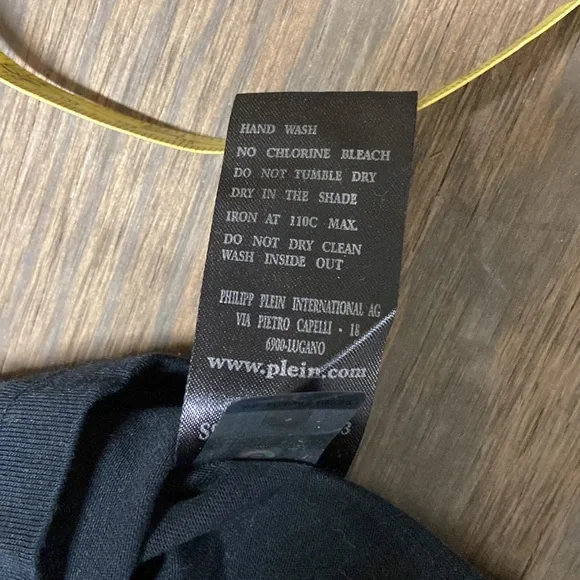 HAND WASH
NO CHLORINE BLEACH
DO NOT TUMBLE DRY
DRY IN THE SHADE
IRON AT 110C MAX.
DO NOT DRY CLEAN
WASH INSIDE OUT
PHILIPP PLEIN INTERNATIONAL AG
VIA PIETRO CAPELLI · 18
6900-LUGANO
www.plein.com